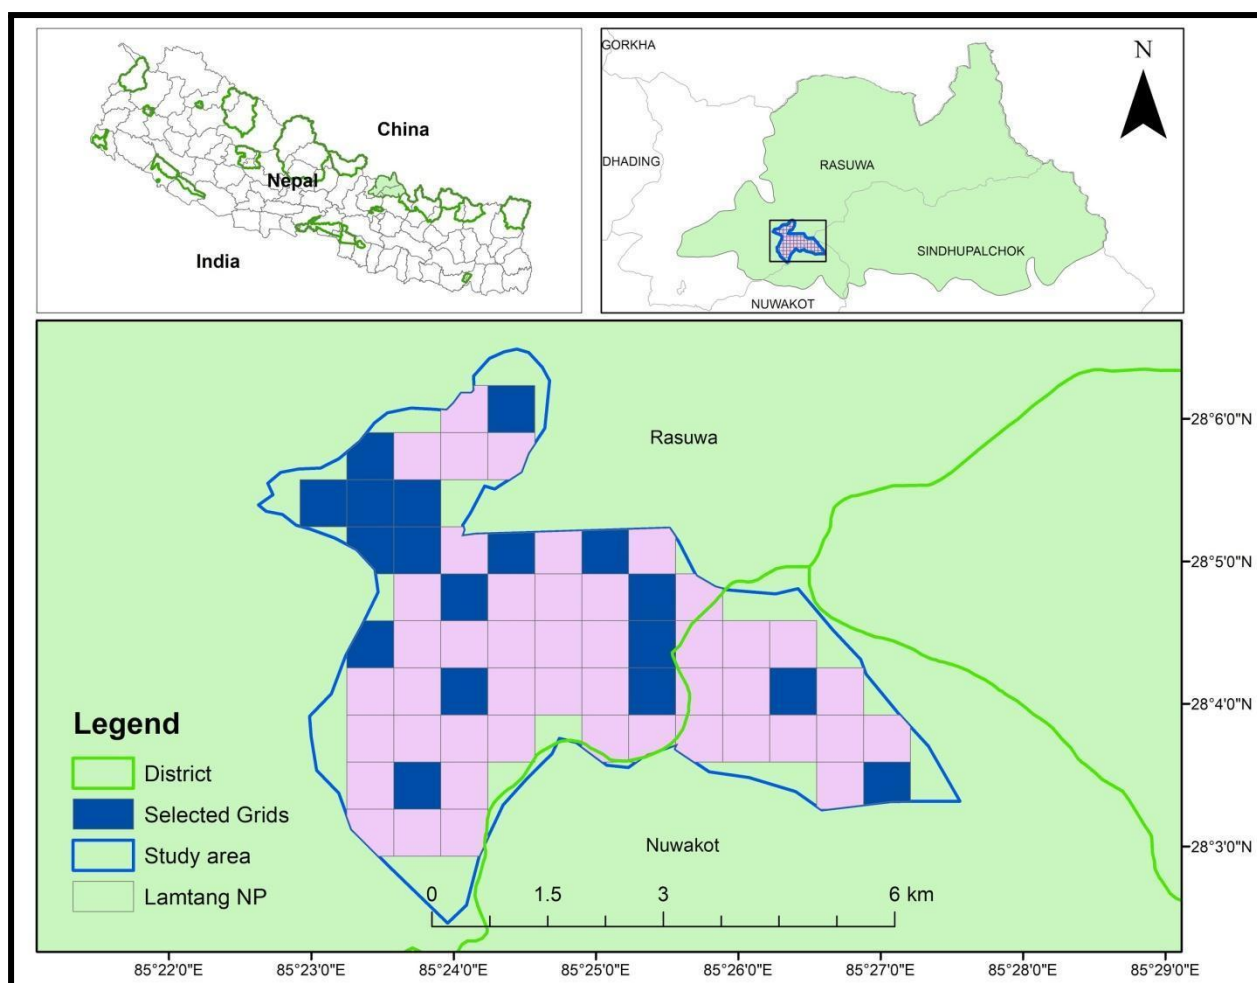 China
Nepal
India
GORKHA
N
DHADING
RASUWA
SINDHUPALCHOK
NUWAKOT
Rasuwa
28°6'0"N
28°5'0"N
28°4'0"N
28°3'0"N
Nuwakot
Legend
District
Selected Grids
Study area
Lamtang NP
0 1.5 3 6 km
85°22'0"E 85°23'0"E 85°24'0"E 85°25'0"E 85°26'0"E 85°27'0"E 85°28'0"E 85°29'0"E